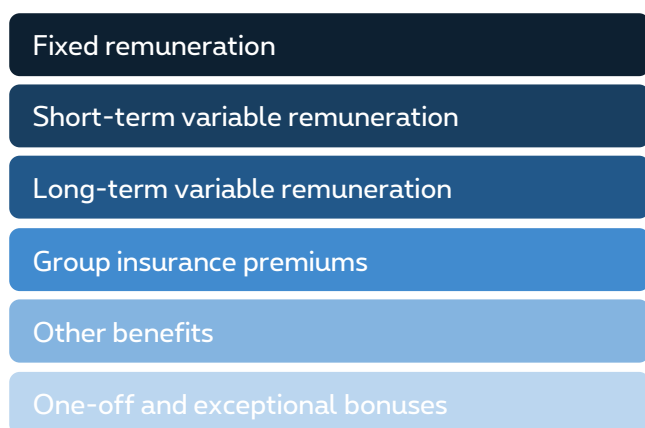 Fixed remuneration
Short-term variable remuneration
Long-term variable remuneration
Group insurance premiums
Other benefits
One-off and exceptional bonuses